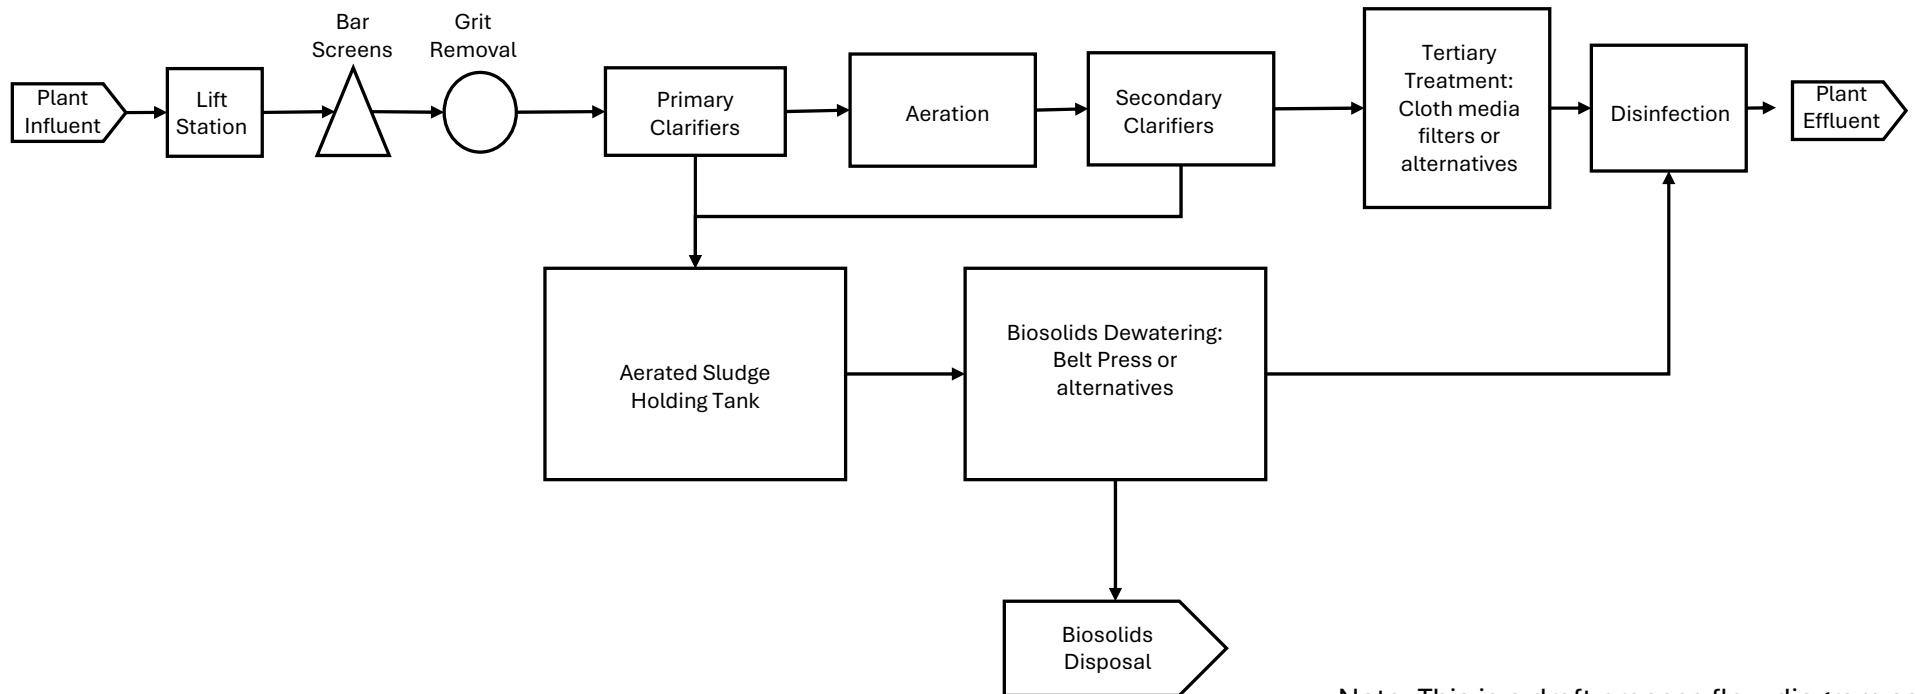 Bar
Screens
Grit
Removal
Plant
Influent
Lift
Station
Primary
Clarifiers
Aeration
Secondary
Clarifiers
Tertiary
Treatment:
Cloth media
filters or
alternatives
Disinfection
Plant
Effluent
Aerated Sludge
Holding Tank
Biosolids Dewatering:
Belt Press or
alternatives
Biosolids
Disposal
Note: This is a draft process flow diagram